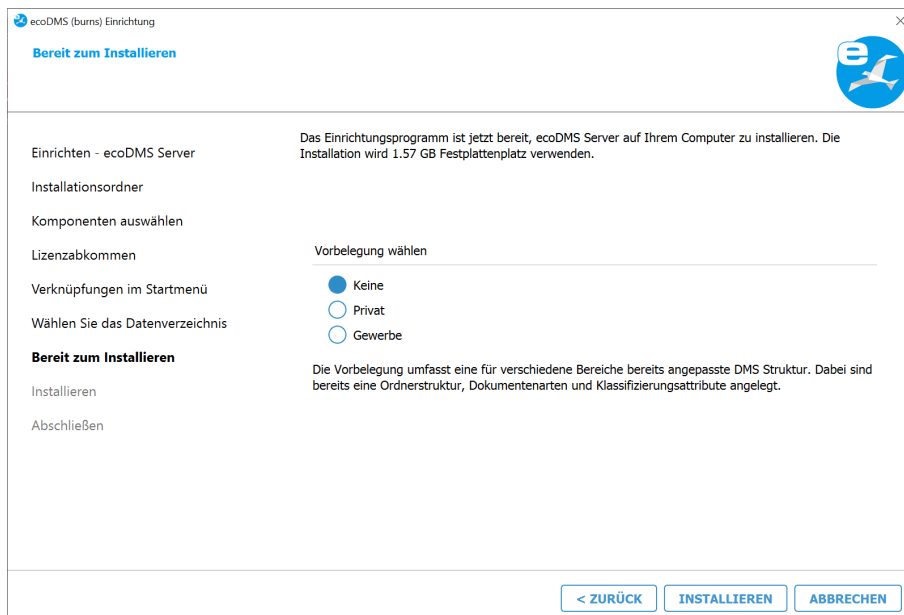 ecoDMS (burns) Einrichtung
Bereit zum Installieren
e
Einrichten - ecoDMS Server
Installationsordner
Komponenten auswählen
Lizenzabkommen
Verknüpfungen im Startmenü
Wählen Sie das Datenverzeichnis
Bereit zum Installieren
Installieren
Abschließen
Das Einrichtungsprogramm ist jetzt bereit, ecoDMS Server auf Ihrem Computer zu installieren. Die
Installation wird 1.57 GB Festplattenplatz verwenden.
Vorbelegung wählen
Keine
Privat
Gewerbe
Die Vorbelegung umfasst eine für verschiedene Bereiche bereits angepasste DMS Struktur. Dabei sind
bereits eine Ordnerstruktur, Dokumentenarten und Klassifizierungsattribute angelegt.
< ZURÜCK
INSTALLIEREN
ABBRECHEN